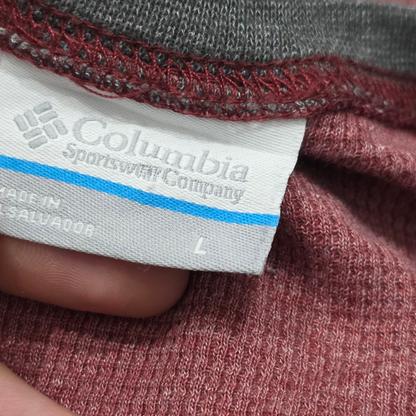 Columbia
Sportswear Company
MADE IN
L SALVADOR
L